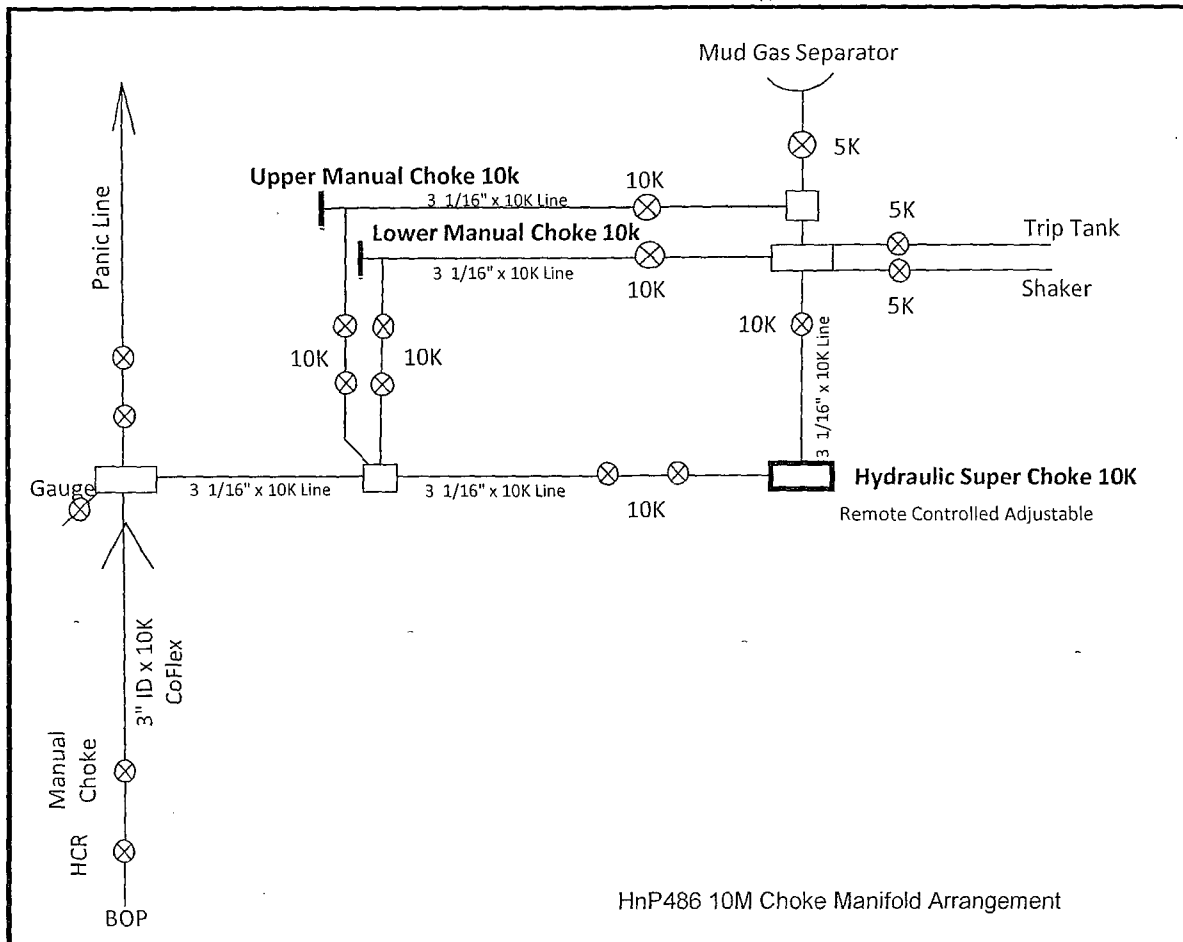 Mud Gas Separator
5K
Upper Manual Choke 10k
10K
3 1/16" x 10K Line
5K
Trip Tank
Lower Manual Choke 10k
3 1/16" x 10K Line
10K
Shaker
5K
Panic Line
10K
10K
10K
3 1/16" x 10K Line
Gauge
3 1/16" x 10K Line
3 1/16" x 10K Line
10K
Hydraulic Super Choke 10K
Remote Controlled Adjustable
3" ID x 10K
CoFlex
Manual
Choke
HCR
BOP
HnP486 10M Choke Manifold Arrangement